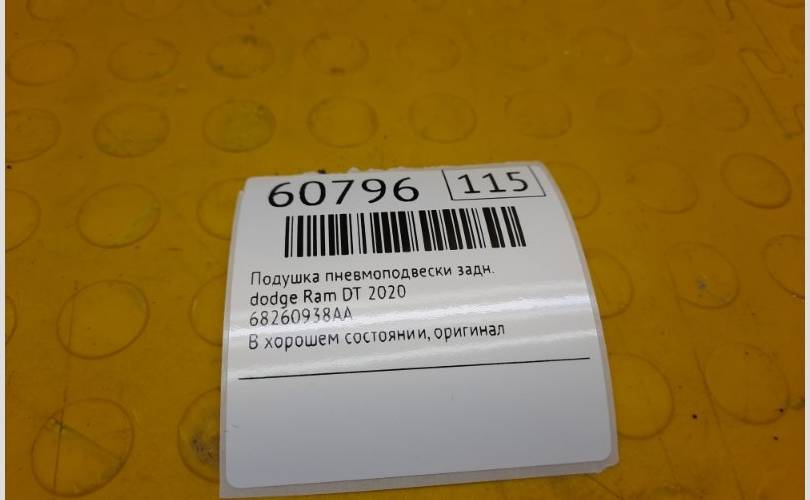 60796 115
Подушка пневмоподвески задн.
dodge Ram DT 2020
68260938AA
В хорошем состоянии, оригинал